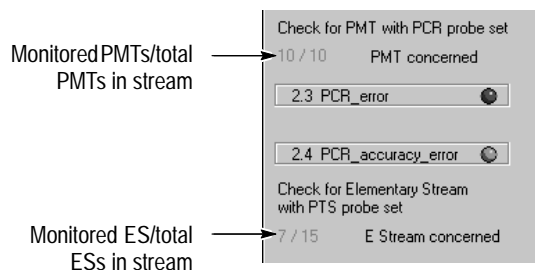 Check for PMT with PCR probe set
Monitored PMTs/total
PMTs in stream
10 / 10 PMT concerned
2.3 PCR_error
2.4 PCR_accuracy_error
Check for Elementary Stream
with PTS probe set
Monitored ES/total
ESs in stream
7 / 15 E Stream concerned